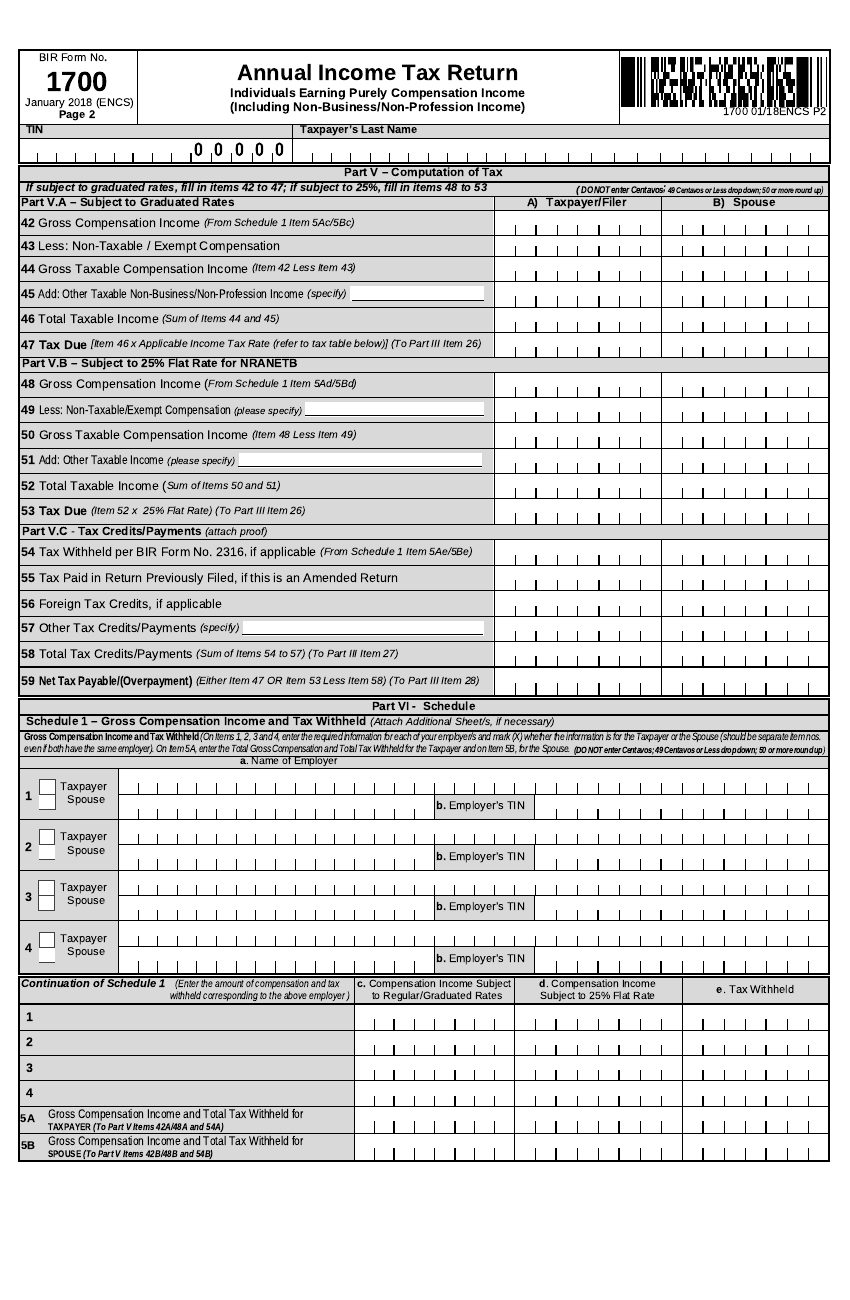 BIR Form No.
1700
January 2018 (ENCS)
Page 2
Annual Income Tax Return
Individuals Earning Purely Compensation Income
(Including Non-Business/Non-Profession Income)
1700 01/18ENCS P2
TIN
Taxpayer's Last Name
0 0 0 0 0
Part V – Computation of Tax
If subject to graduated rates, fill in items 42 to 47; if subject to 25%, fill in items 48 to 53
( DO NOT enter Centavos; 49 Centavos or Less drop down; 50 or more round up)
Part V.A – Subject to Graduated Rates A) Taxpayer/Filer B) Spouse
42 Gross Compensation Income (From Schedule 1 Item 5Ac/5Bc)
43 Less: Non-Taxable / Exempt Compensation
44 Gross Taxable Compensation Income (Item 42 Less Item 43)
45 Add: Other Taxable Non-Business/Non-Profession Income (specify)
46 Total Taxable Income (Sum of Items 44 and 45)
47 Tax Due [Item 46 x Applicable Income Tax Rate (refer to tax table below)] (To Part III Item 26)
Part V.B – Subject to 25% Flat Rate for NRANETB
48 Gross Compensation Income (From Schedule 1 Item 5Ad/5Bd)
49 Less: Non-Taxable/Exempt Compensation (please specify)
50 Gross Taxable Compensation Income (Item 48 Less Item 49)
51 Add: Other Taxable Income (please specify)
52 Total Taxable Income (Sum of Items 50 and 51)
53 Tax Due (Item 52 x 25% Flat Rate) (To Part III Item 26)
Part V.C - Tax Credits/Payments (attach proof)
54 Tax Withheld per BIR Form No. 2316, if applicable (From Schedule 1 Item 5Ae/5Be)
55 Tax Paid in Return Previously Filed, if this is an Amended Return
56 Foreign Tax Credits, if applicable
57 Other Tax Credits/Payments (specify)
58 Total Tax Credits/Payments (Sum of Items 54 to 57) (To Part III Item 27)
59 Net Tax Payable/(Overpayment) (Either Item 47 OR Item 53 Less Item 58) (To Part III Item 28)
Part VI - Schedule
Schedule 1 – Gross Compensation Income and Tax Withheld (Attach Additional Sheet/s, if necessary)
Gross Compensation Income and Tax Withheld (On Items 1, 2, 3 and 4, enter the required information for each of your employer/s and mark (X) whether the information is for the Taxpayer or the Spouse (should be separate item nos.
even if both have the same employer). On Item 5A, enter the Total Gross Compensation and Total Tax Withheld for the Taxpayer and on Item 5B, for the Spouse. (DO NOT enter Centavos; 49 Centavos or Less drop down; 50 or more round up)
a. Name of Employer
1 Taxpayer
Spouse
b. Employer's TIN
2 Taxpayer
Spouse
b. Employer's TIN
3 Taxpayer
Spouse
b. Employer's TIN
4 Taxpayer
Spouse
b. Employer's TIN
Continuation of Schedule 1 (Enter the amount of compensation and tax
withheld corresponding to the above employer )
c. Compensation Income Subject
to Regular/Graduated Rates
d. Compensation Income
Subject to 25% Flat Rate
e. Tax Withheld
1
2
3
4
5A Gross Compensation Income and Total Tax Withheld for
TAXPAYER (To Part V Items 42A/48A and 54A)
5B Gross Compensation Income and Total Tax Withheld for
SPOUSE (To Part V Items 42B/48B and 54B)